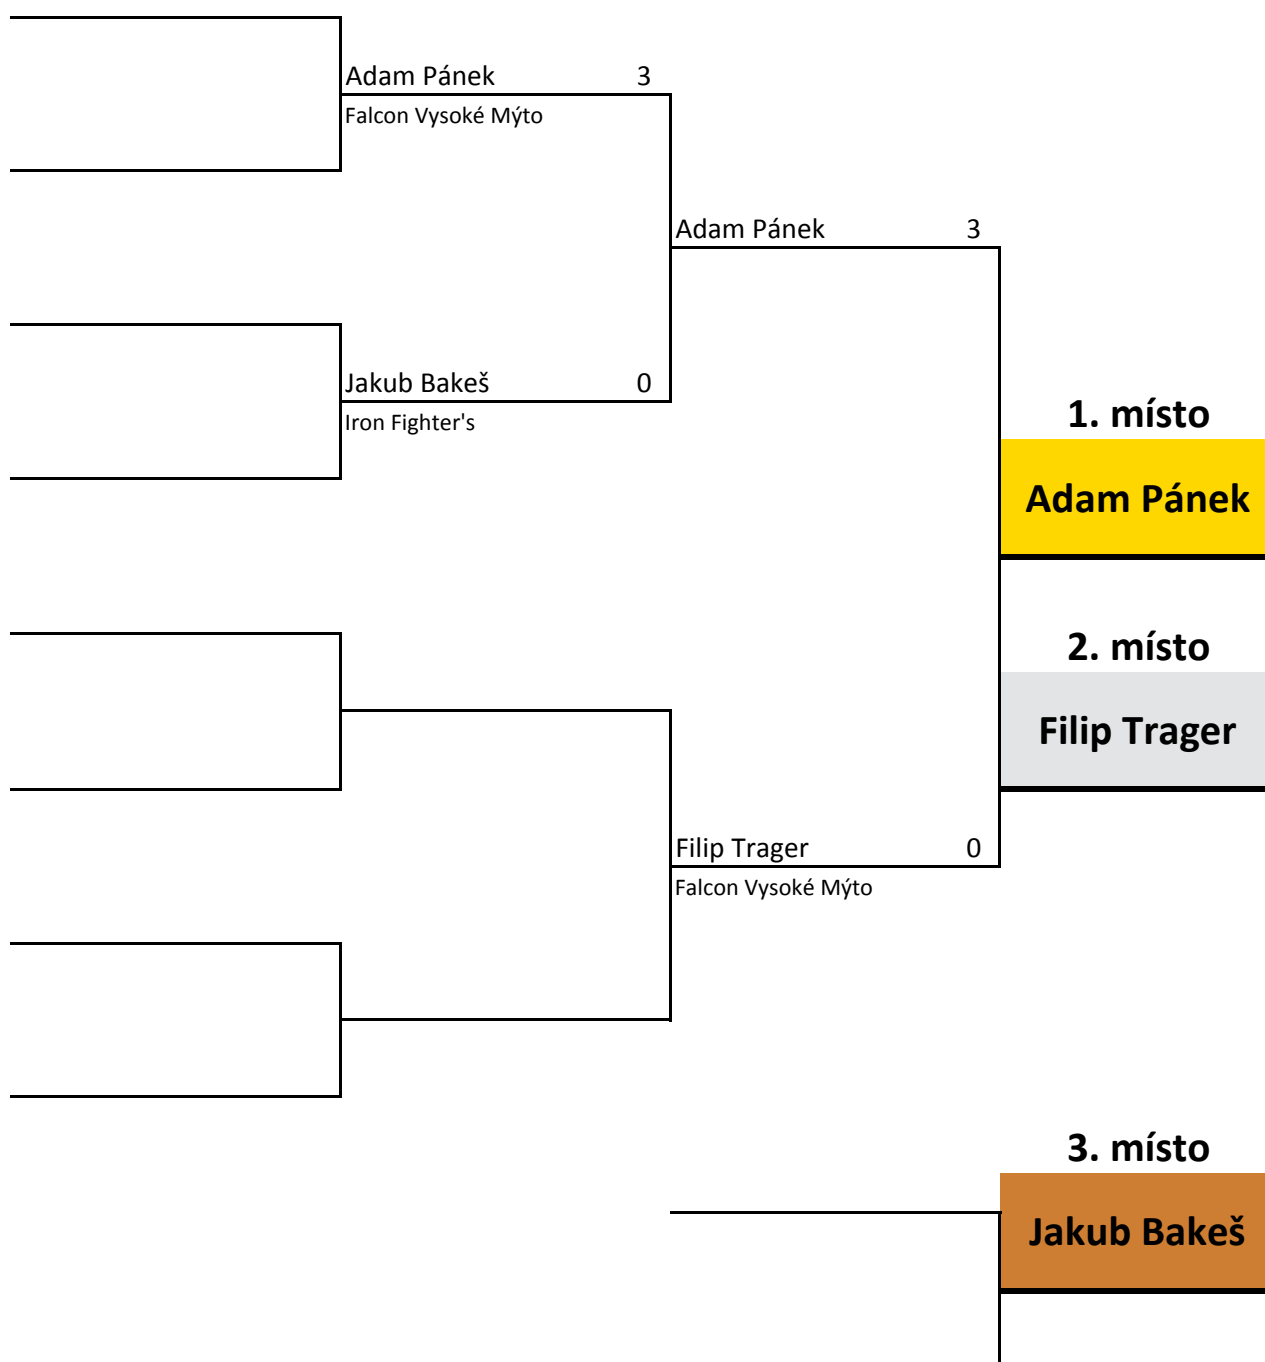 Adam Pánek 3
Falcon Vysoké Mýto
Adam Pánek 3
Jakub Bakeš 0
Iron Fighter's
1. místo
Adam Pánek
2. místo
Filip Trager
Filip Trager 0
Falcon Vysoké Mýto
3. místo
Jakub Bakeš